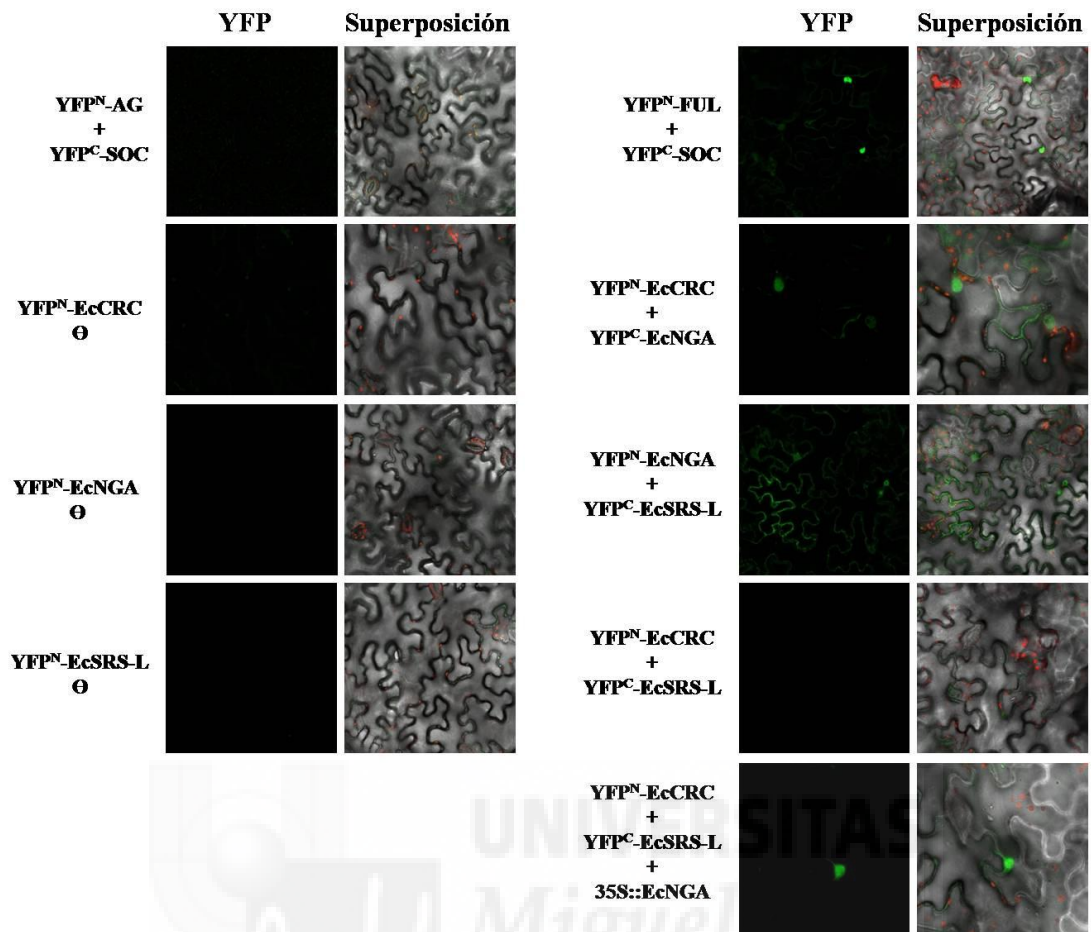 YFP Superposición
YFPᴺ-AG
+
YFPᶜ-SOC
YFPᴺ-EcCRC
Ө
YFPᴺ-EcNGA
Ө
YFPᴺ-EcSRS-L
Ө
YFP Superposición
YFPᴺ-FUL
+
YFPᶜ-SOC
YFPᴺ-EcCRC
+
YFPᶜ-EcNGA
YFPᴺ-EcNGA
+
YFPᶜ-EcSRS-L
YFPᴺ-EcCRC
+
YFPᶜ-EcSRS-L
YFPᴺ-EcCRC
+
YFPᶜ-EcSRS-L
+
35S::EcNGA
UNIVERSITAS
Miguel